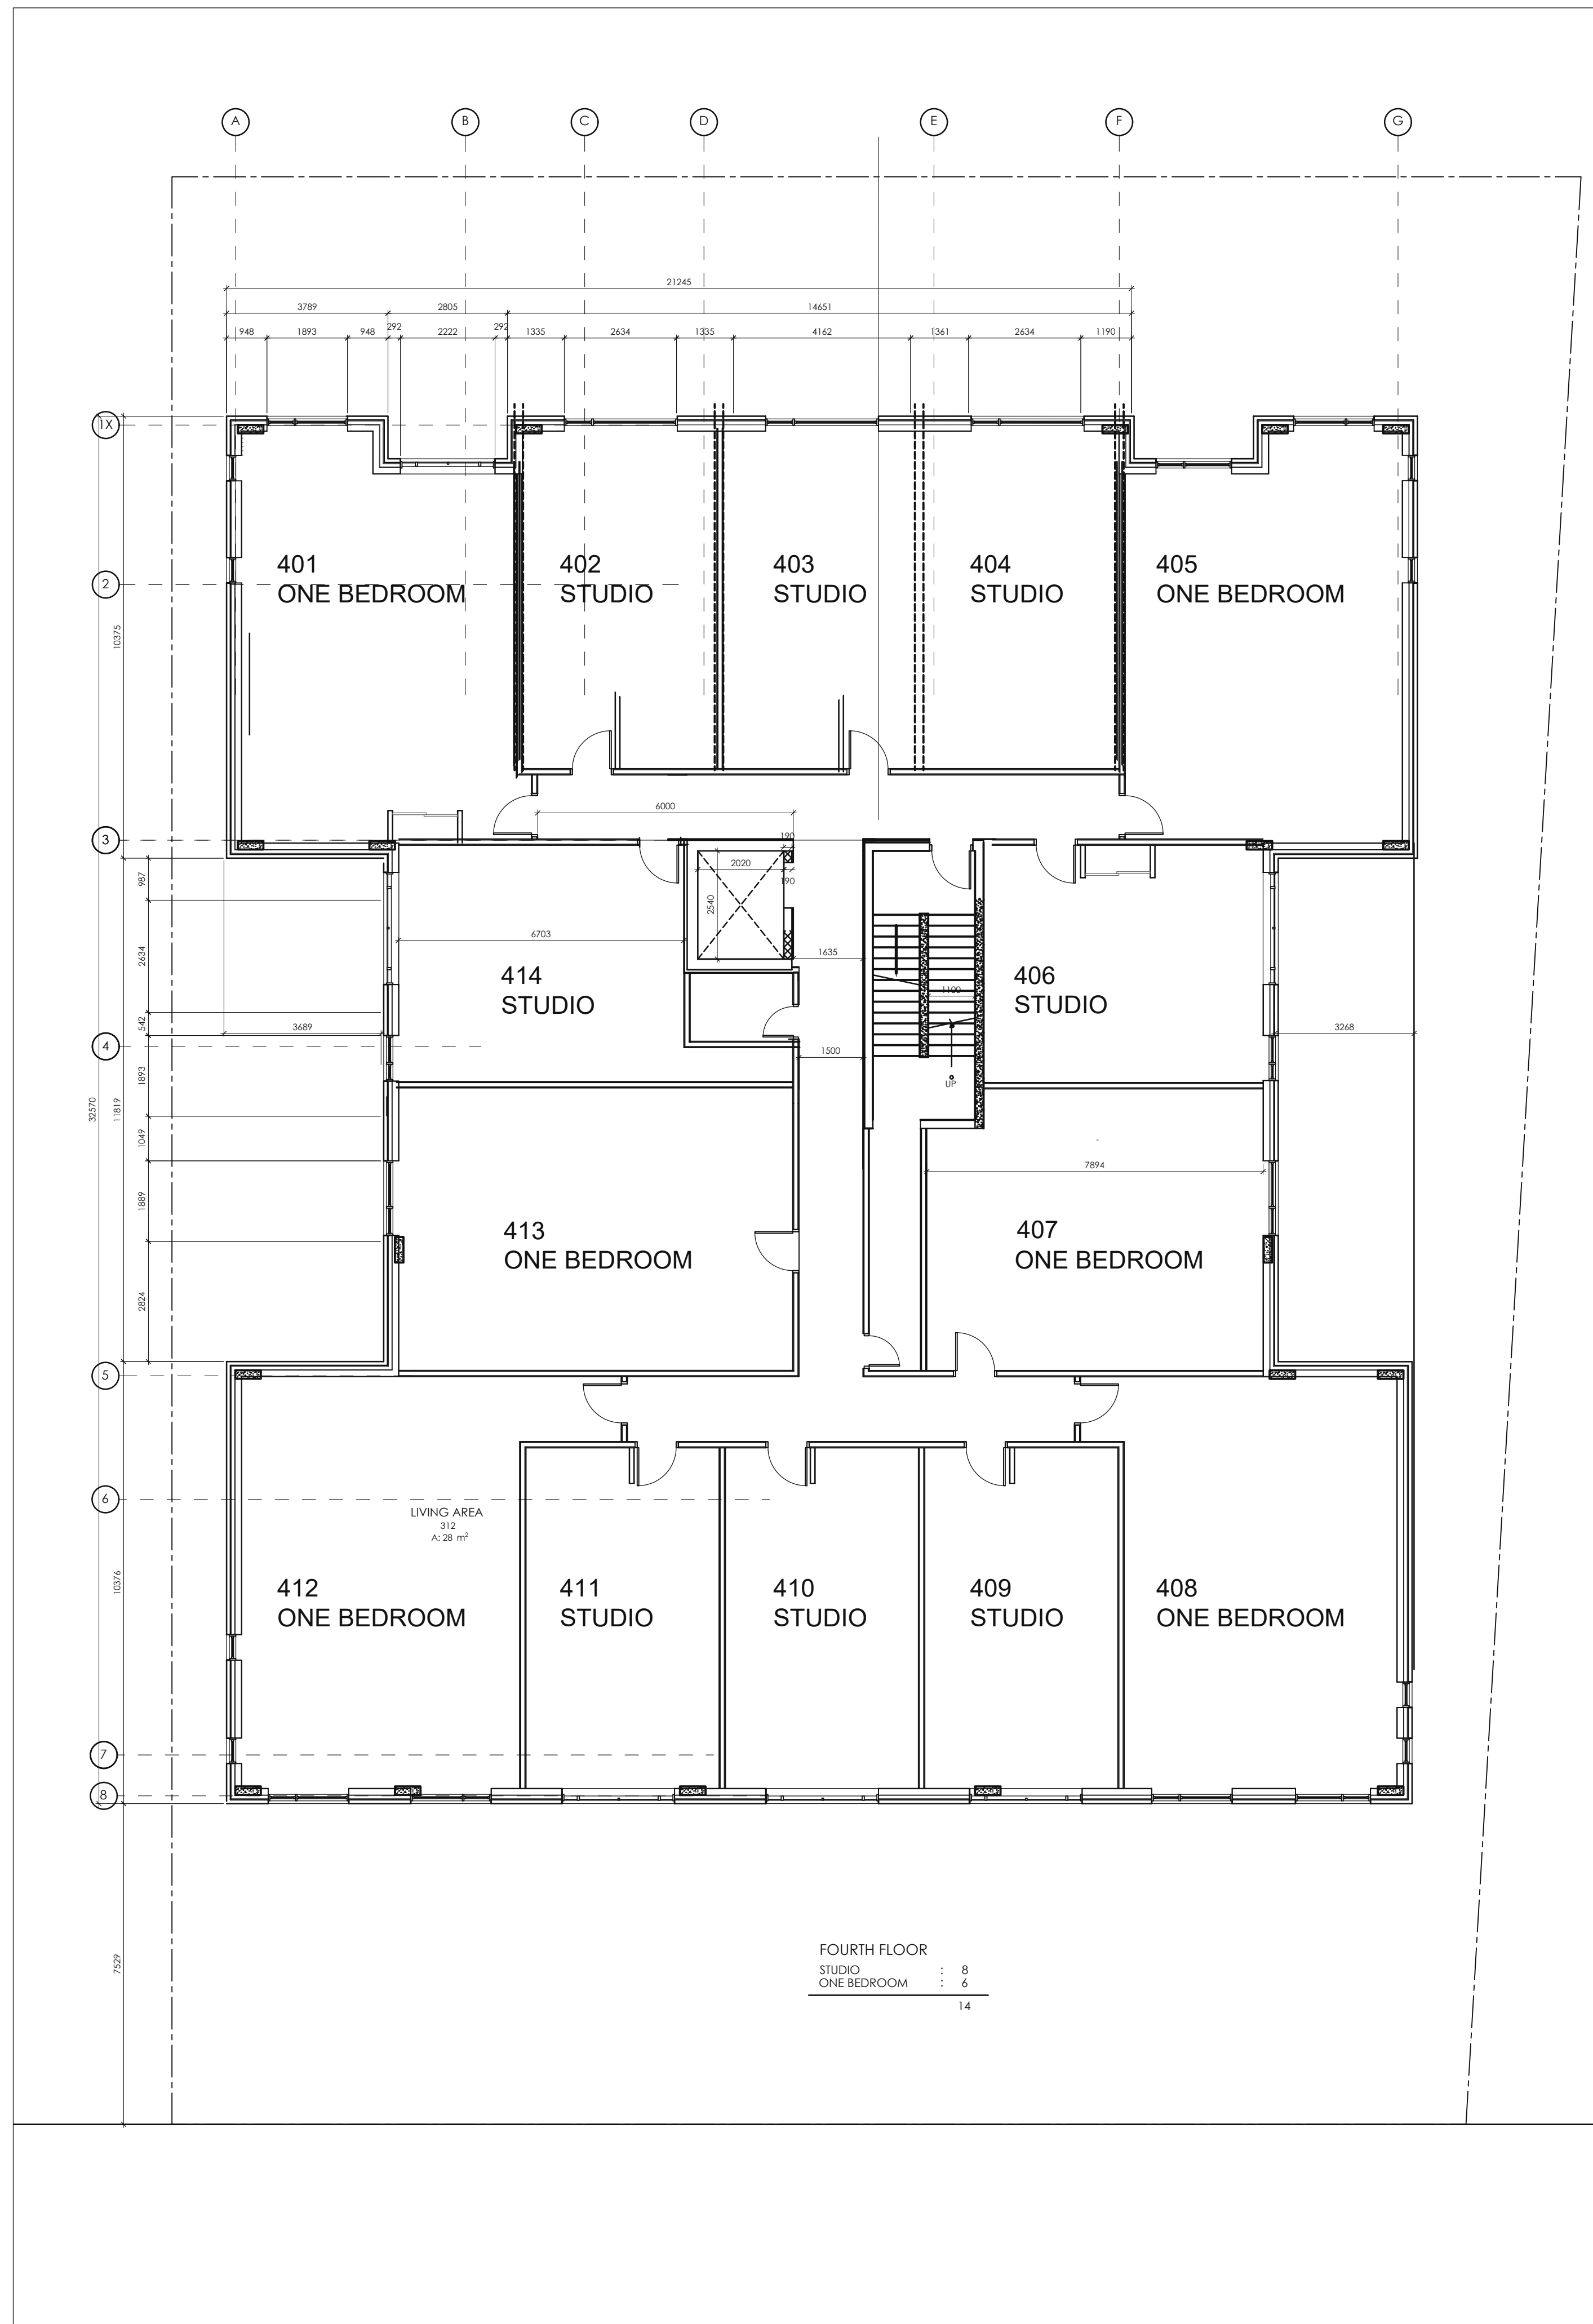 A B C D E F G
21245
3789 2805 14651
948 1893 948 292 2222 292 1335 2634 1335 4162 1361 2634 1190
1X
401
ONE BEDROOM
402
STUDIO
403
STUDIO
404
STUDIO
405
ONE BEDROOM
2
10375
6000
3
190
2020
190
2540
987
6703
1635
2634
414
STUDIO
1100
406
STUDIO
542
3689
3268
4
1500
1893
UP
32570
11819
1049
-
7894
1889
413
ONE BEDROOM
407
ONE BEDROOM
2824
5
6
LIVING AREA
312
A: 28 m²
10376
412
ONE BEDROOM
411
STUDIO
410
STUDIO
409
STUDIO
408
ONE BEDROOM
7
8
7529
FOURTH FLOOR
STUDIO : 8
ONE BEDROOM : 6
14